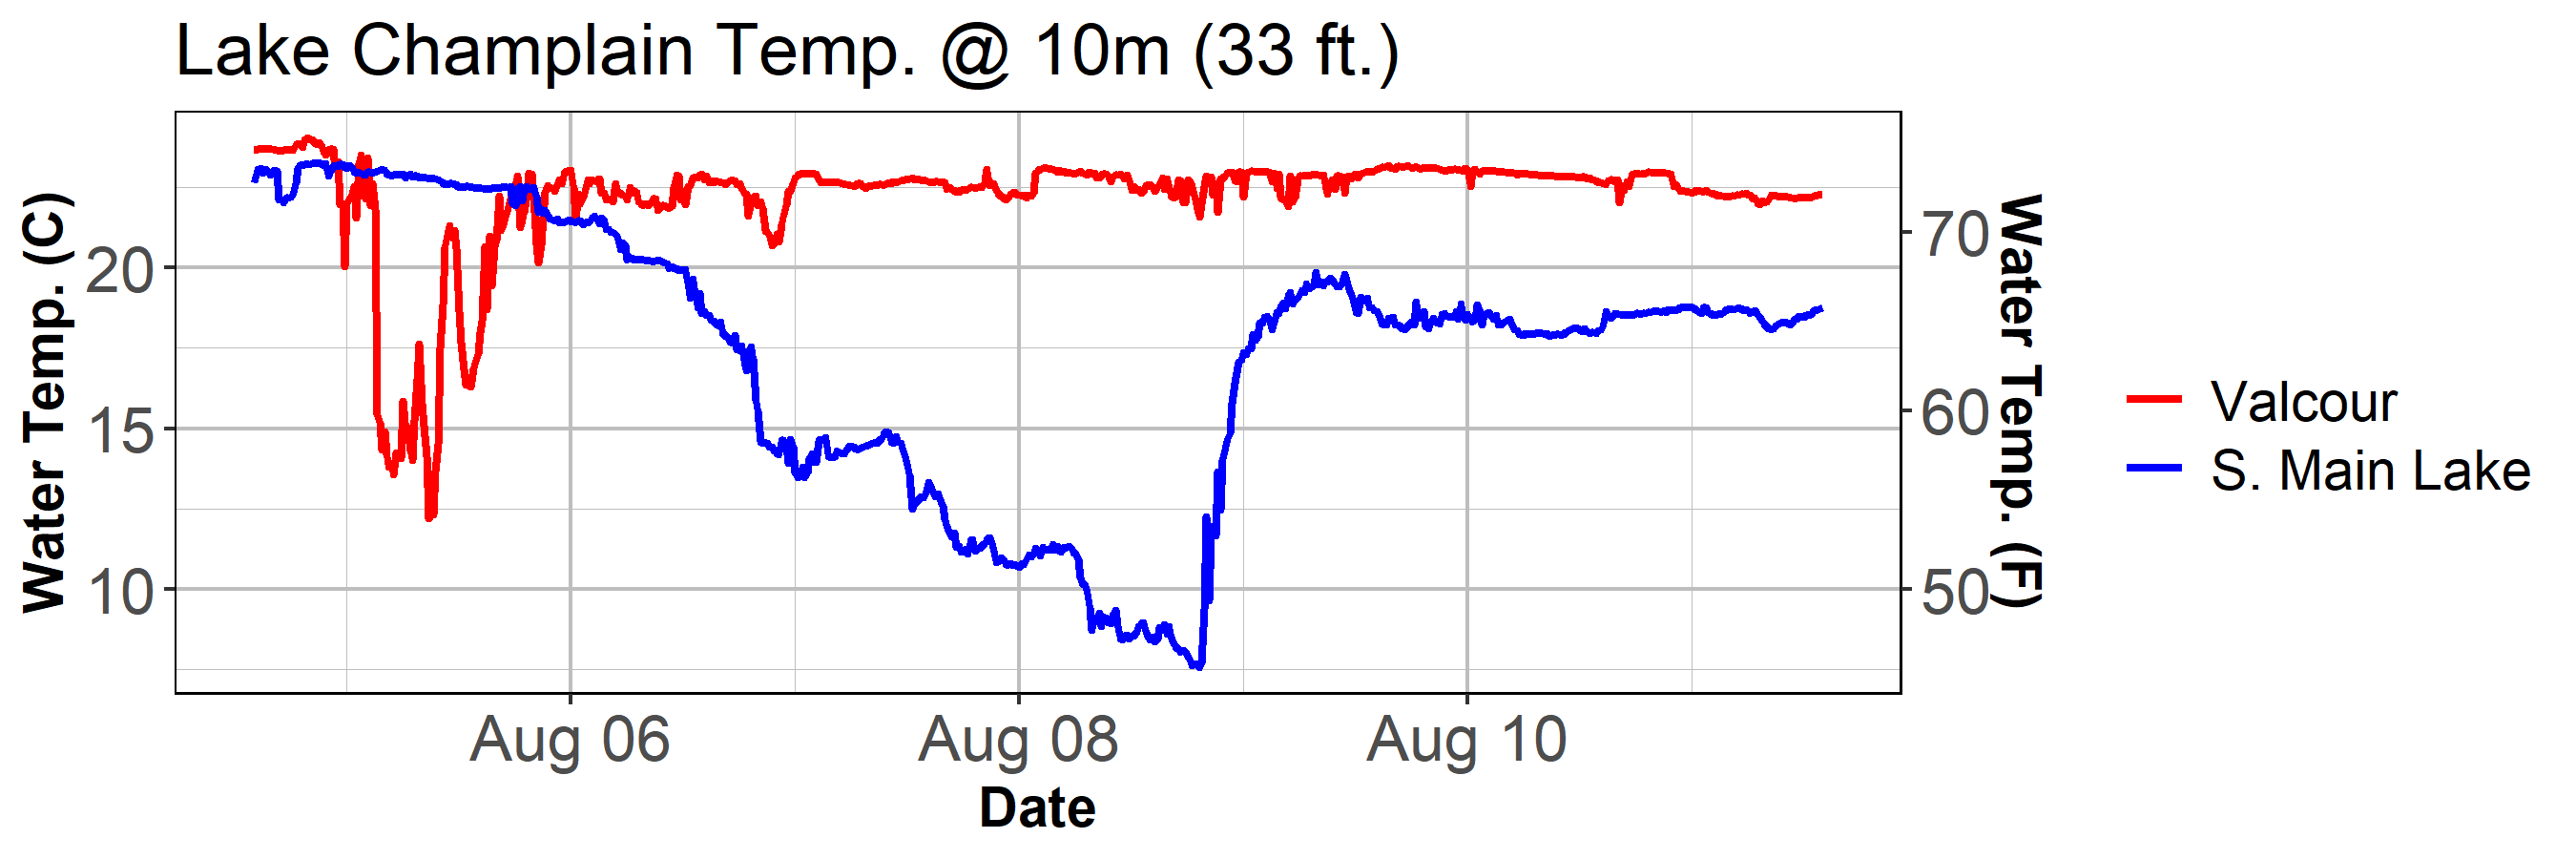 Lake Champlain Temp. @ 10m (33 ft.)
Water Temp. (C)
20
15
10
70
60
50
Water Temp. (F)
Aug 06
Aug 08
Aug 10
Date
Valcour
S. Main Lake